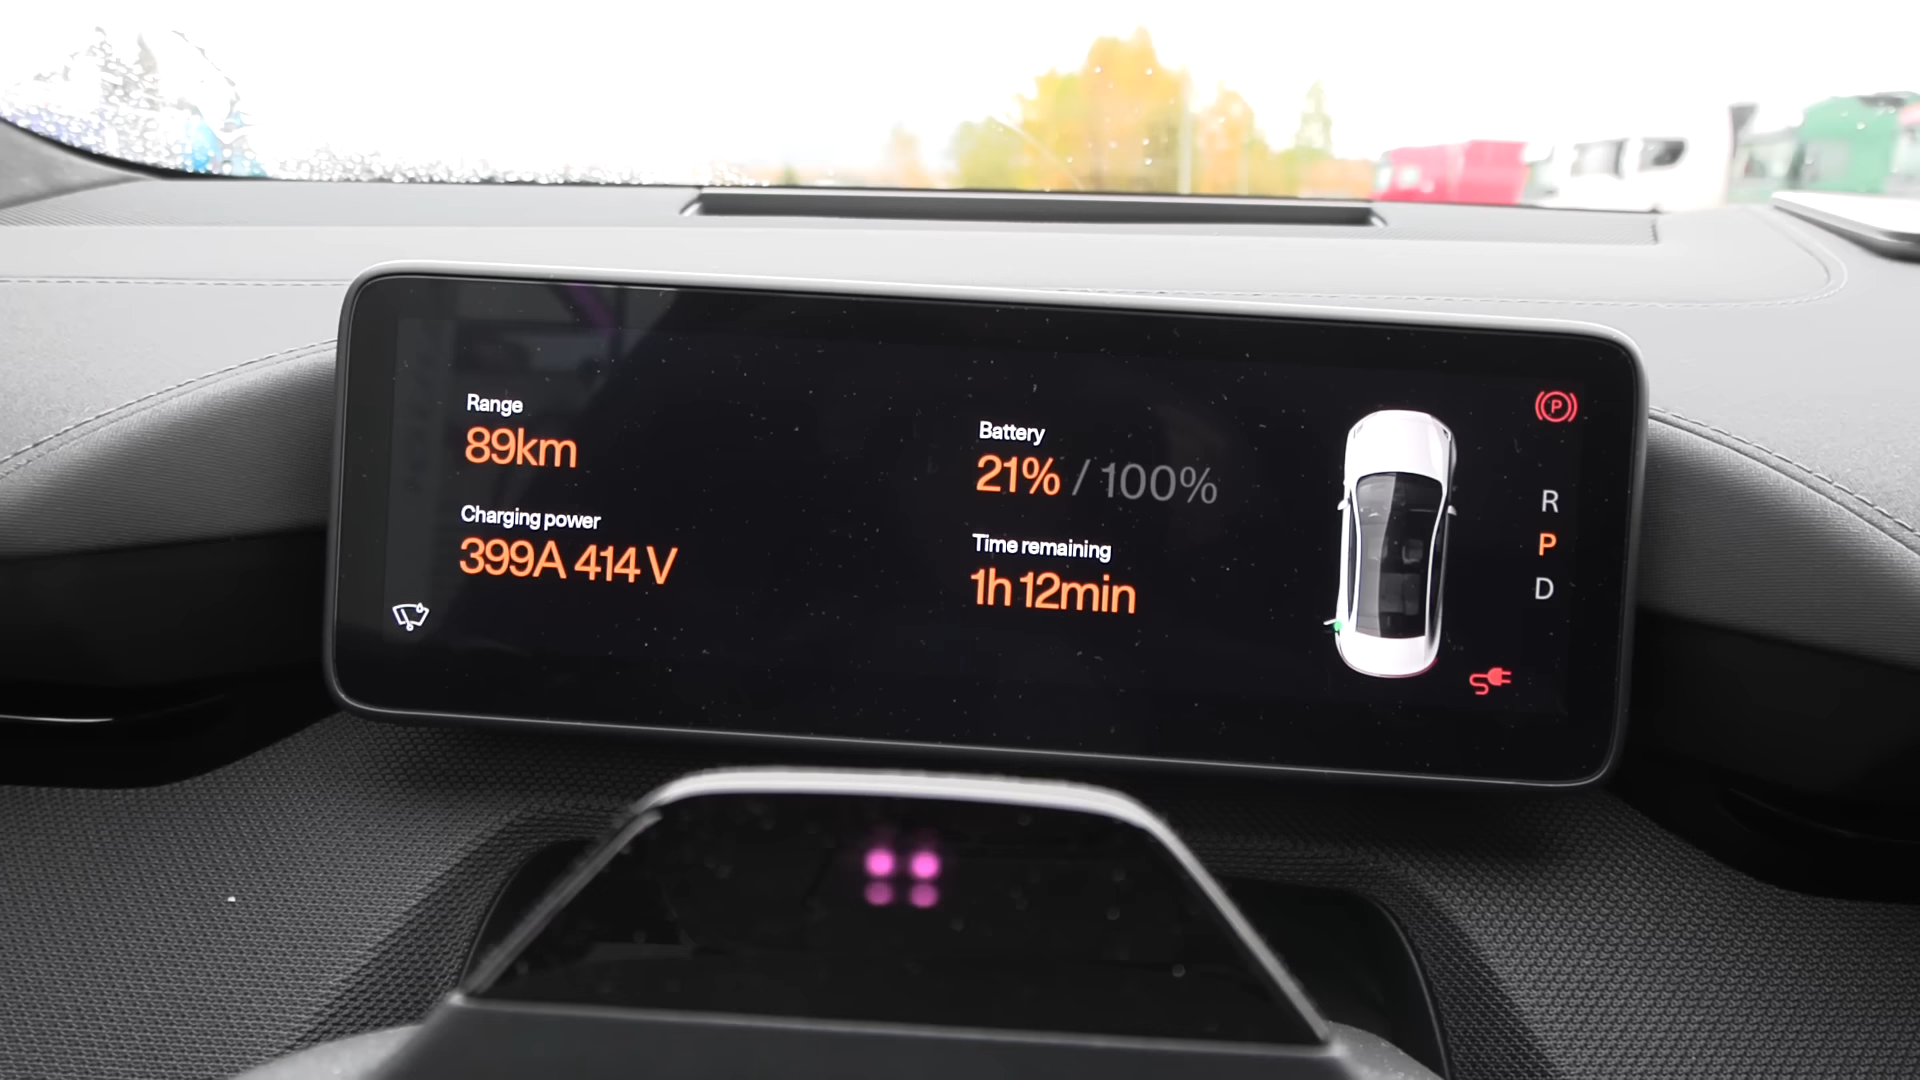 Range
89km
Charging power
399A 414 V
Battery
21% / 100%
Time remaining
1h 12min
P
R
P
D